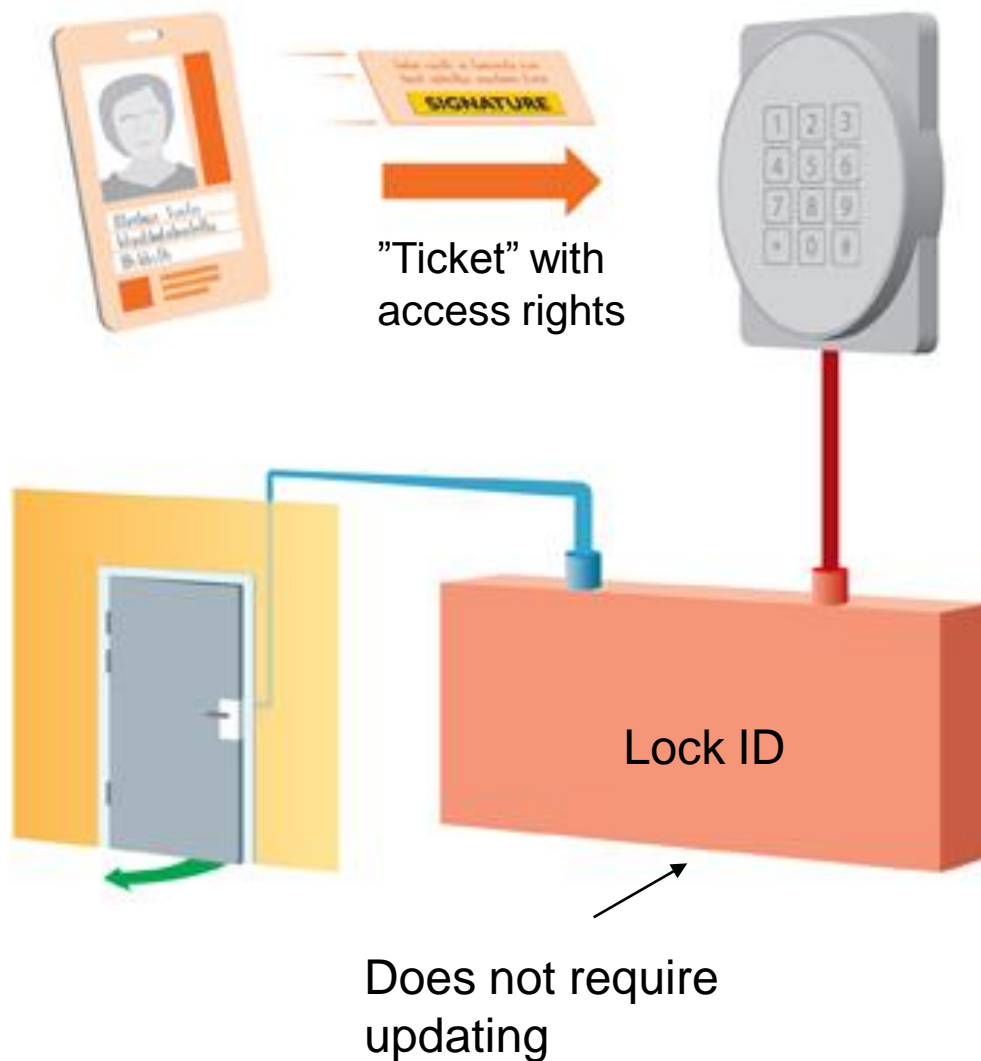 SIGNATURE
1 2 3
4 5 6
7 8 9
* 0 #
”Ticket” with
access rights
Lock ID
Does not require
updating